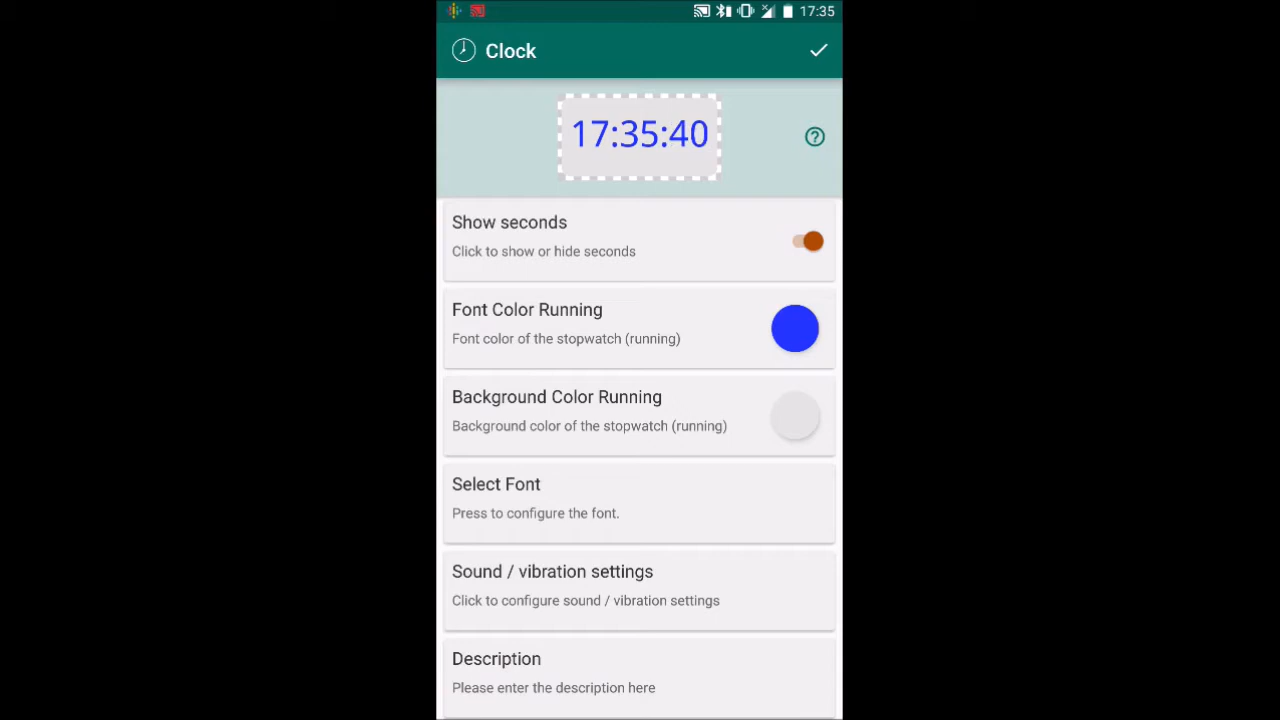 17:35
Clock
17:35:40
Show seconds
Click to show or hide seconds
Font Color Running
Font color of the stopwatch (running)
Background Color Running
Background color of the stopwatch (running)
Select Font
Press to configure the font.
Sound / vibration settings
Click to configure sound / vibration settings
Description
Please enter the description here